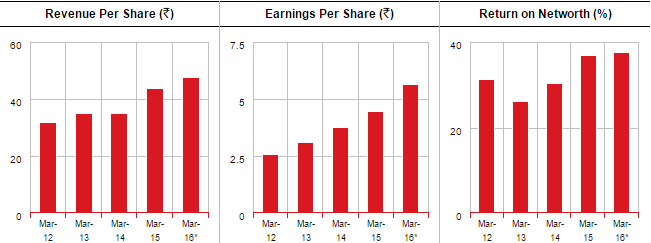 Revenue Per Share (₹)
60
40
20
0
Mar-
12
Mar-
13
Mar-
14
Mar-
15
Mar-
16*
Earnings Per Share (₹)
7.5
5
2.5
0
Mar-
12
Mar-
13
Mar-
14
Mar-
15
Mar-
16*
Return on Networth (%)
40
20
0
Mar-
12
Mar-
13
Mar-
14
Mar-
15
Mar-
16*